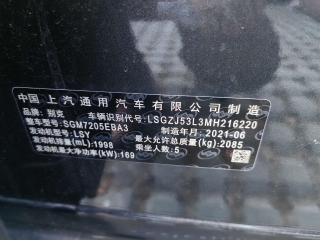 中国上汽通用汽车有限公司制造
品牌：别克 车辆识别代号：LSGZJ53L3MH216220
整车型号：SGM7205EBA3 制造年月：2021-06
发动机型号：LSY 最大允许总质量(kg)：2085
发动机排量(mL)：1998 乘坐人数：5
发动机最大净功率(kW)：169